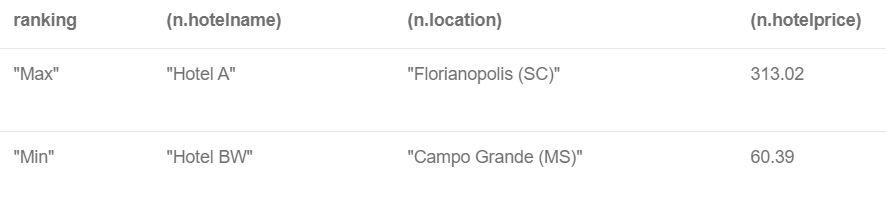 ranking (n.hotelname) (n.location) (n.hotelprice)
"Max" "Hotel A" "Florianopolis (SC)" 313.02
"Min" "Hotel BW" "Campo Grande (MS)" 60.39